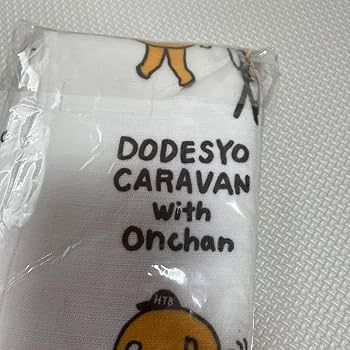 DODESYO
CARAVAN
with
Onchan
HTB